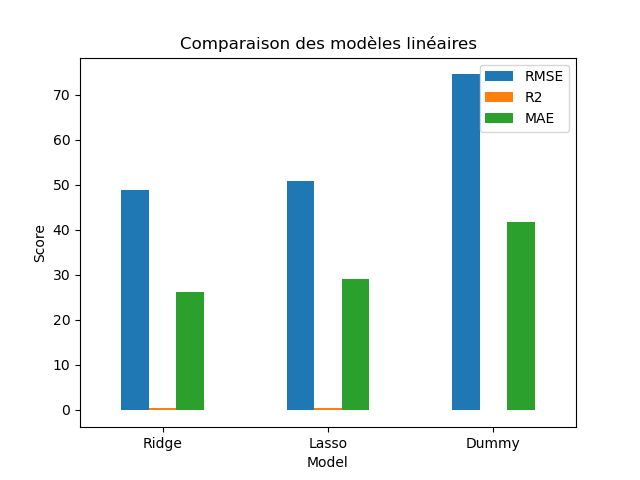 Comparaison des modèles linéaires
RMSE
R2
MAE
Score
70
60
50
40
30
20
10
0
Ridge
Lasso
Dummy
Model